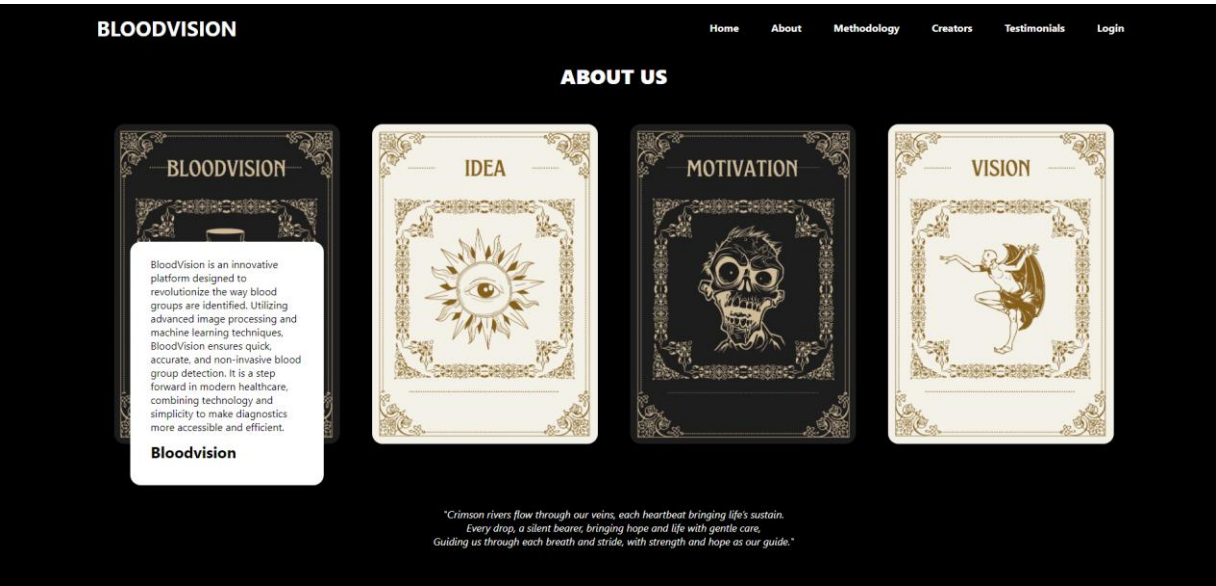 BLOODVISION
Home About Methodology Creators Testimonials Login
ABOUT US
BLOODVISION
IDEA
MOTIVATION
VISION
BloodVision is an innovative
platform designed to
revolutionize the way blood
groups are identified. Utilizing
advanced image processing and
machine learning techniques,
BloodVision ensures quick,
accurate, and non-invasive blood
group detection. It is a step
forward in modern healthcare,
combining technology and
simplicity to make diagnostics
more accessible and efficient.
Bloodvision
"Crimson rivers flow through our veins, each heartbeat bringing life's sustain.
Every drop, a silent bearer, bringing hope and life with gentle care,
Guiding us through each breath and stride, with strength and hope as our guide."